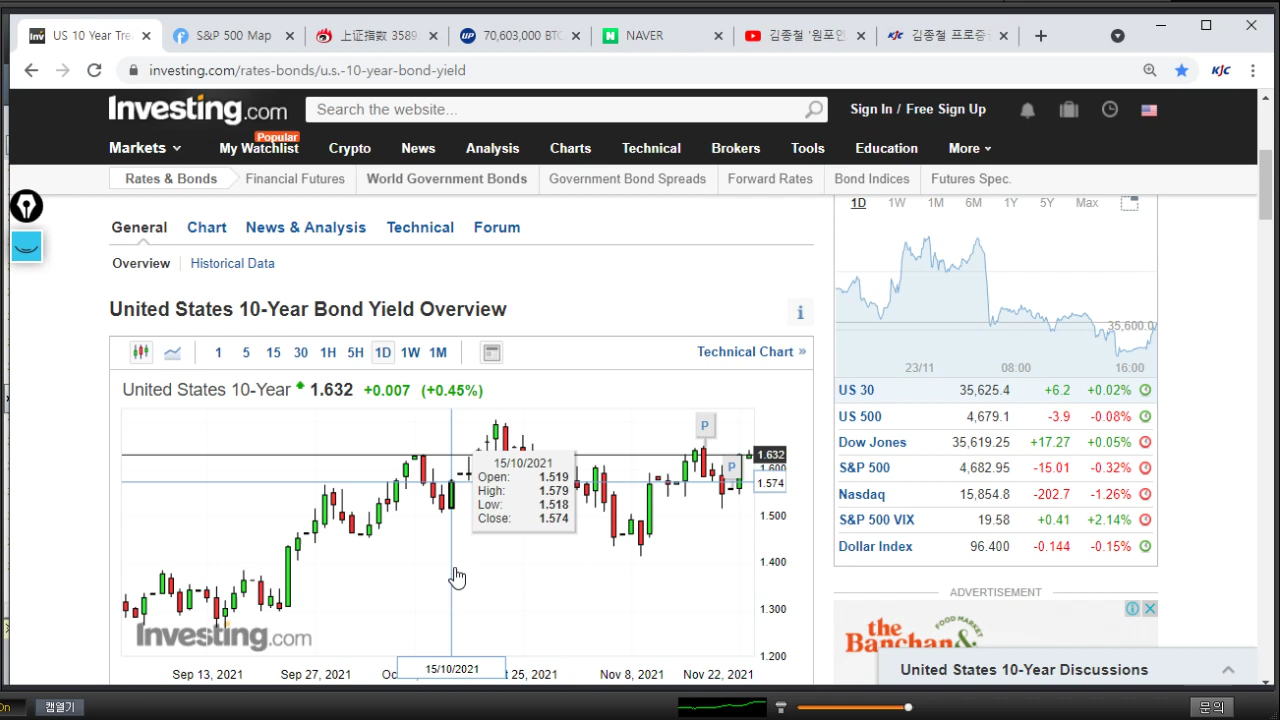 Inv US 10 Year Tre
S&P 500 Map
上证指数 3589
UP 70,603,000 BTC
N NAVER
김종철 '원포인
KJC 김종철 프로증
investing.com/rates-bonds/u.s.-10-year-bond-yield
KJC
Investing.com
Search the website...
Sign In / Free Sign Up
Popular
Markets
My Watchlist
Crypto
News
Analysis
Charts
Technical
Brokers
Tools
Education
More
Rates & Bonds
Financial Futures
World Government Bonds
Government Bond Spreads
Forward Rates
Bond Indices
Futures Spec.
General
Chart
News & Analysis
Technical
Forum
Overview
Historical Data
United States 10-Year Bond Yield Overview
i
1 5 15 30 1H 5H 1D 1W 1M
Technical Chart »
United States 10-Year 1.632 +0.007 (+0.45%)
P
P
15/10/2021
Open: 1.519
High: 1.579
Low: 1.518
Close: 1.574
1.632
1.600
1.574
1.500
1.400
1.300
1.200
Investing.com
Sep 13, 2021
Sep 27, 2021
15/10/2021
25, 2021
Nov 8, 2021
Nov 22, 2021
1D 1W 1M 6M 1Y 5Y Max
35,600.0
23/11 08:00 16:00
US 30 35,625.4 +6.2 +0.02%
US 500 4,679.1 -3.9 -0.08%
Dow Jones 35,619.25 +17.27 +0.05%
S&P 500 4,682.95 -15.01 -0.32%
Nasdaq 15,854.8 -202.7 -1.26%
S&P 500 VIX 19.58 +0.41 +2.14%
Dollar Index 96.400 -0.144 -0.15%
ADVERTISEMENT
the
Banchan&
FOOD MARKET
United States 10-Year Discussions
On
캠열기
문의